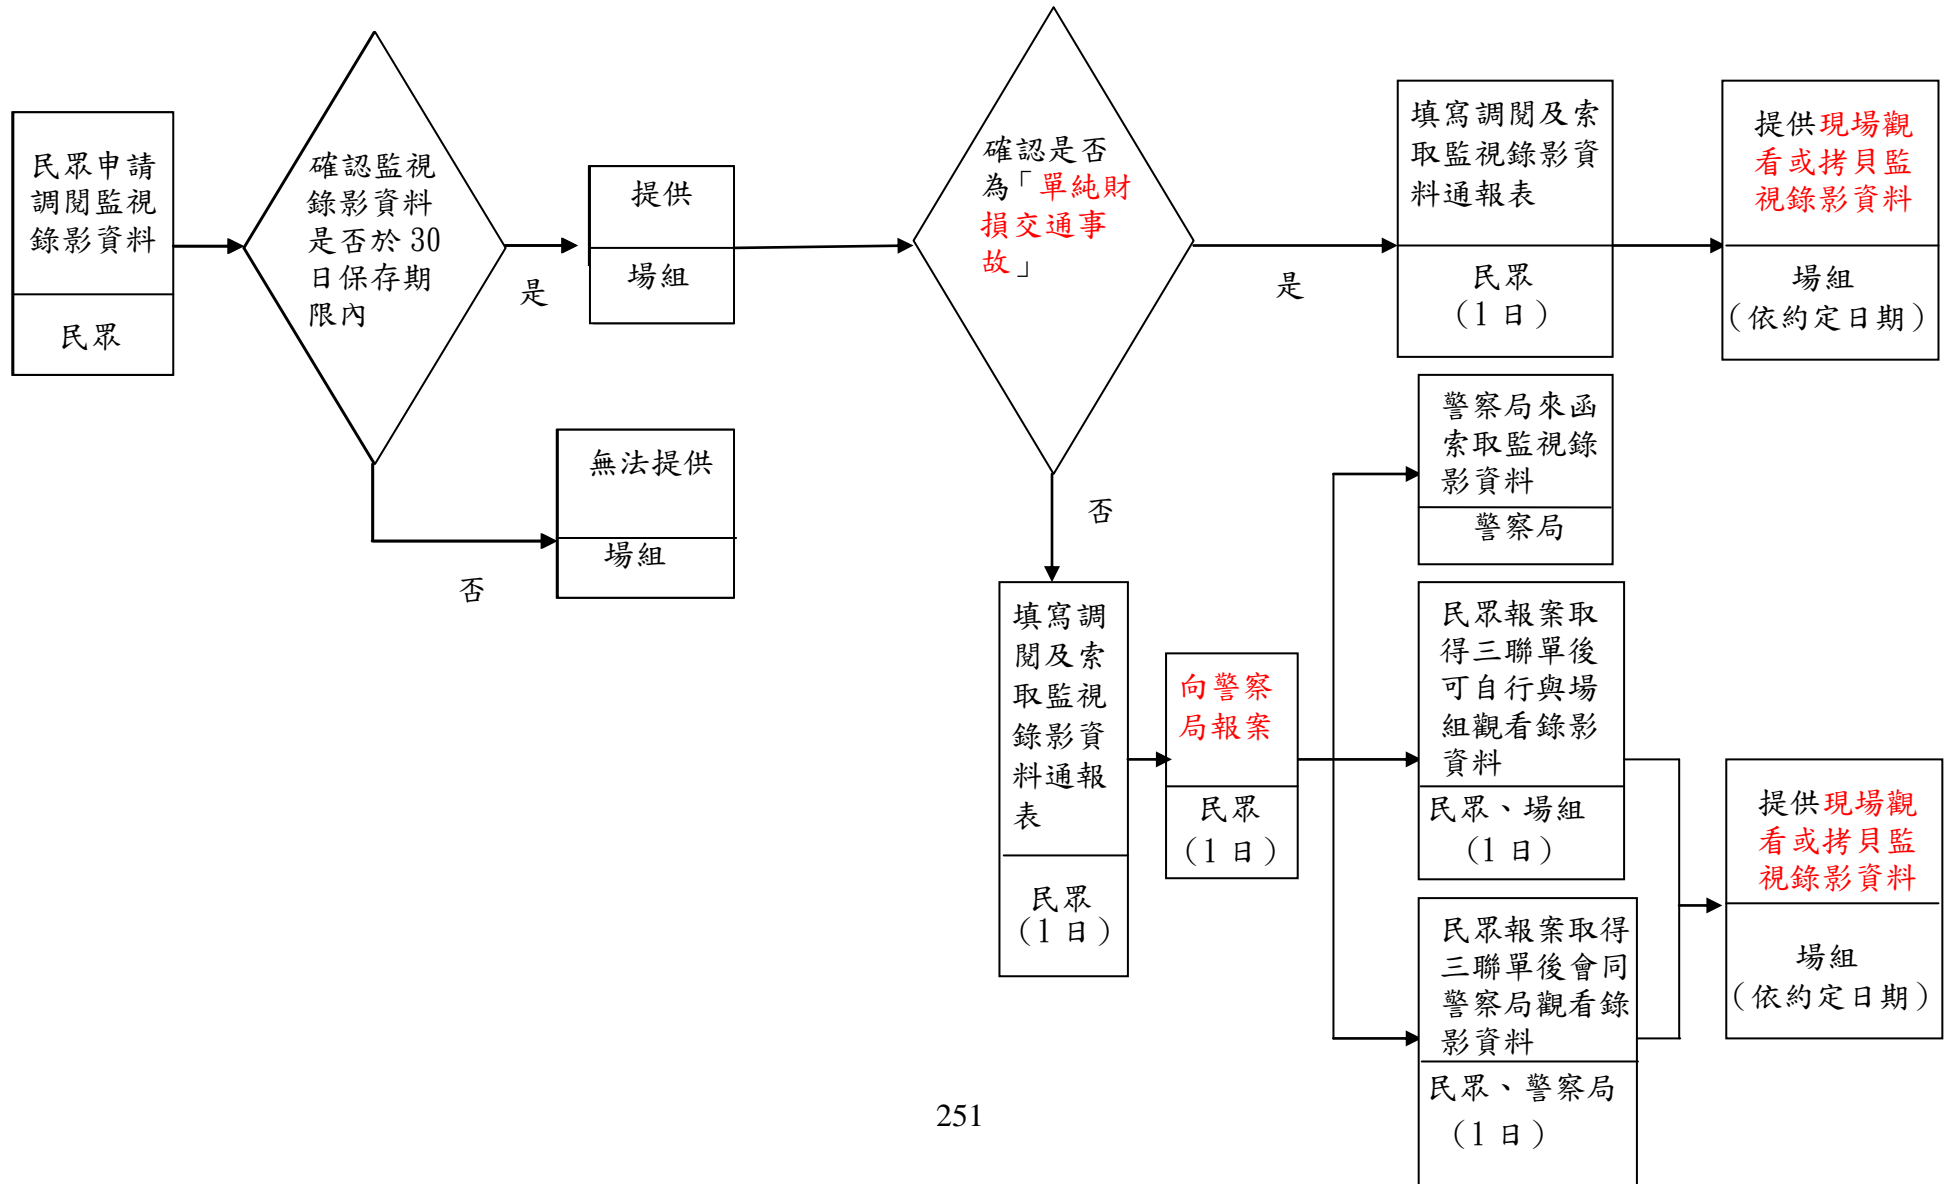 民眾申請
調閱監視
錄影資料
民眾
確認監視
錄影資料
是否於 30
日保存期
限內
是
提供
場組
否
無法提供
場組
確認是否
為「單純財
損交通事
故」
是
填寫調閱及索
取監視錄影資
料通報表
民眾
（1 日）
提供現場觀
看或拷貝監
視錄影資料
場組
（依約定日期）
否
填寫調
閱及索
取監視
錄影資
料通報
表
民眾
（1 日）
向警察
局報案
民眾
（1 日）
警察局來函
索取監視錄
影資料
警察局
民眾報案取
得三聯單後
可自行與場
組觀看錄影
資料
民眾、場組
（1 日）
民眾報案取得
三聯單後會同
警察局觀看錄
影資料
民眾、警察局
（1 日）
提供現場觀
看或拷貝監
視錄影資料
場組
（依約定日期）
251